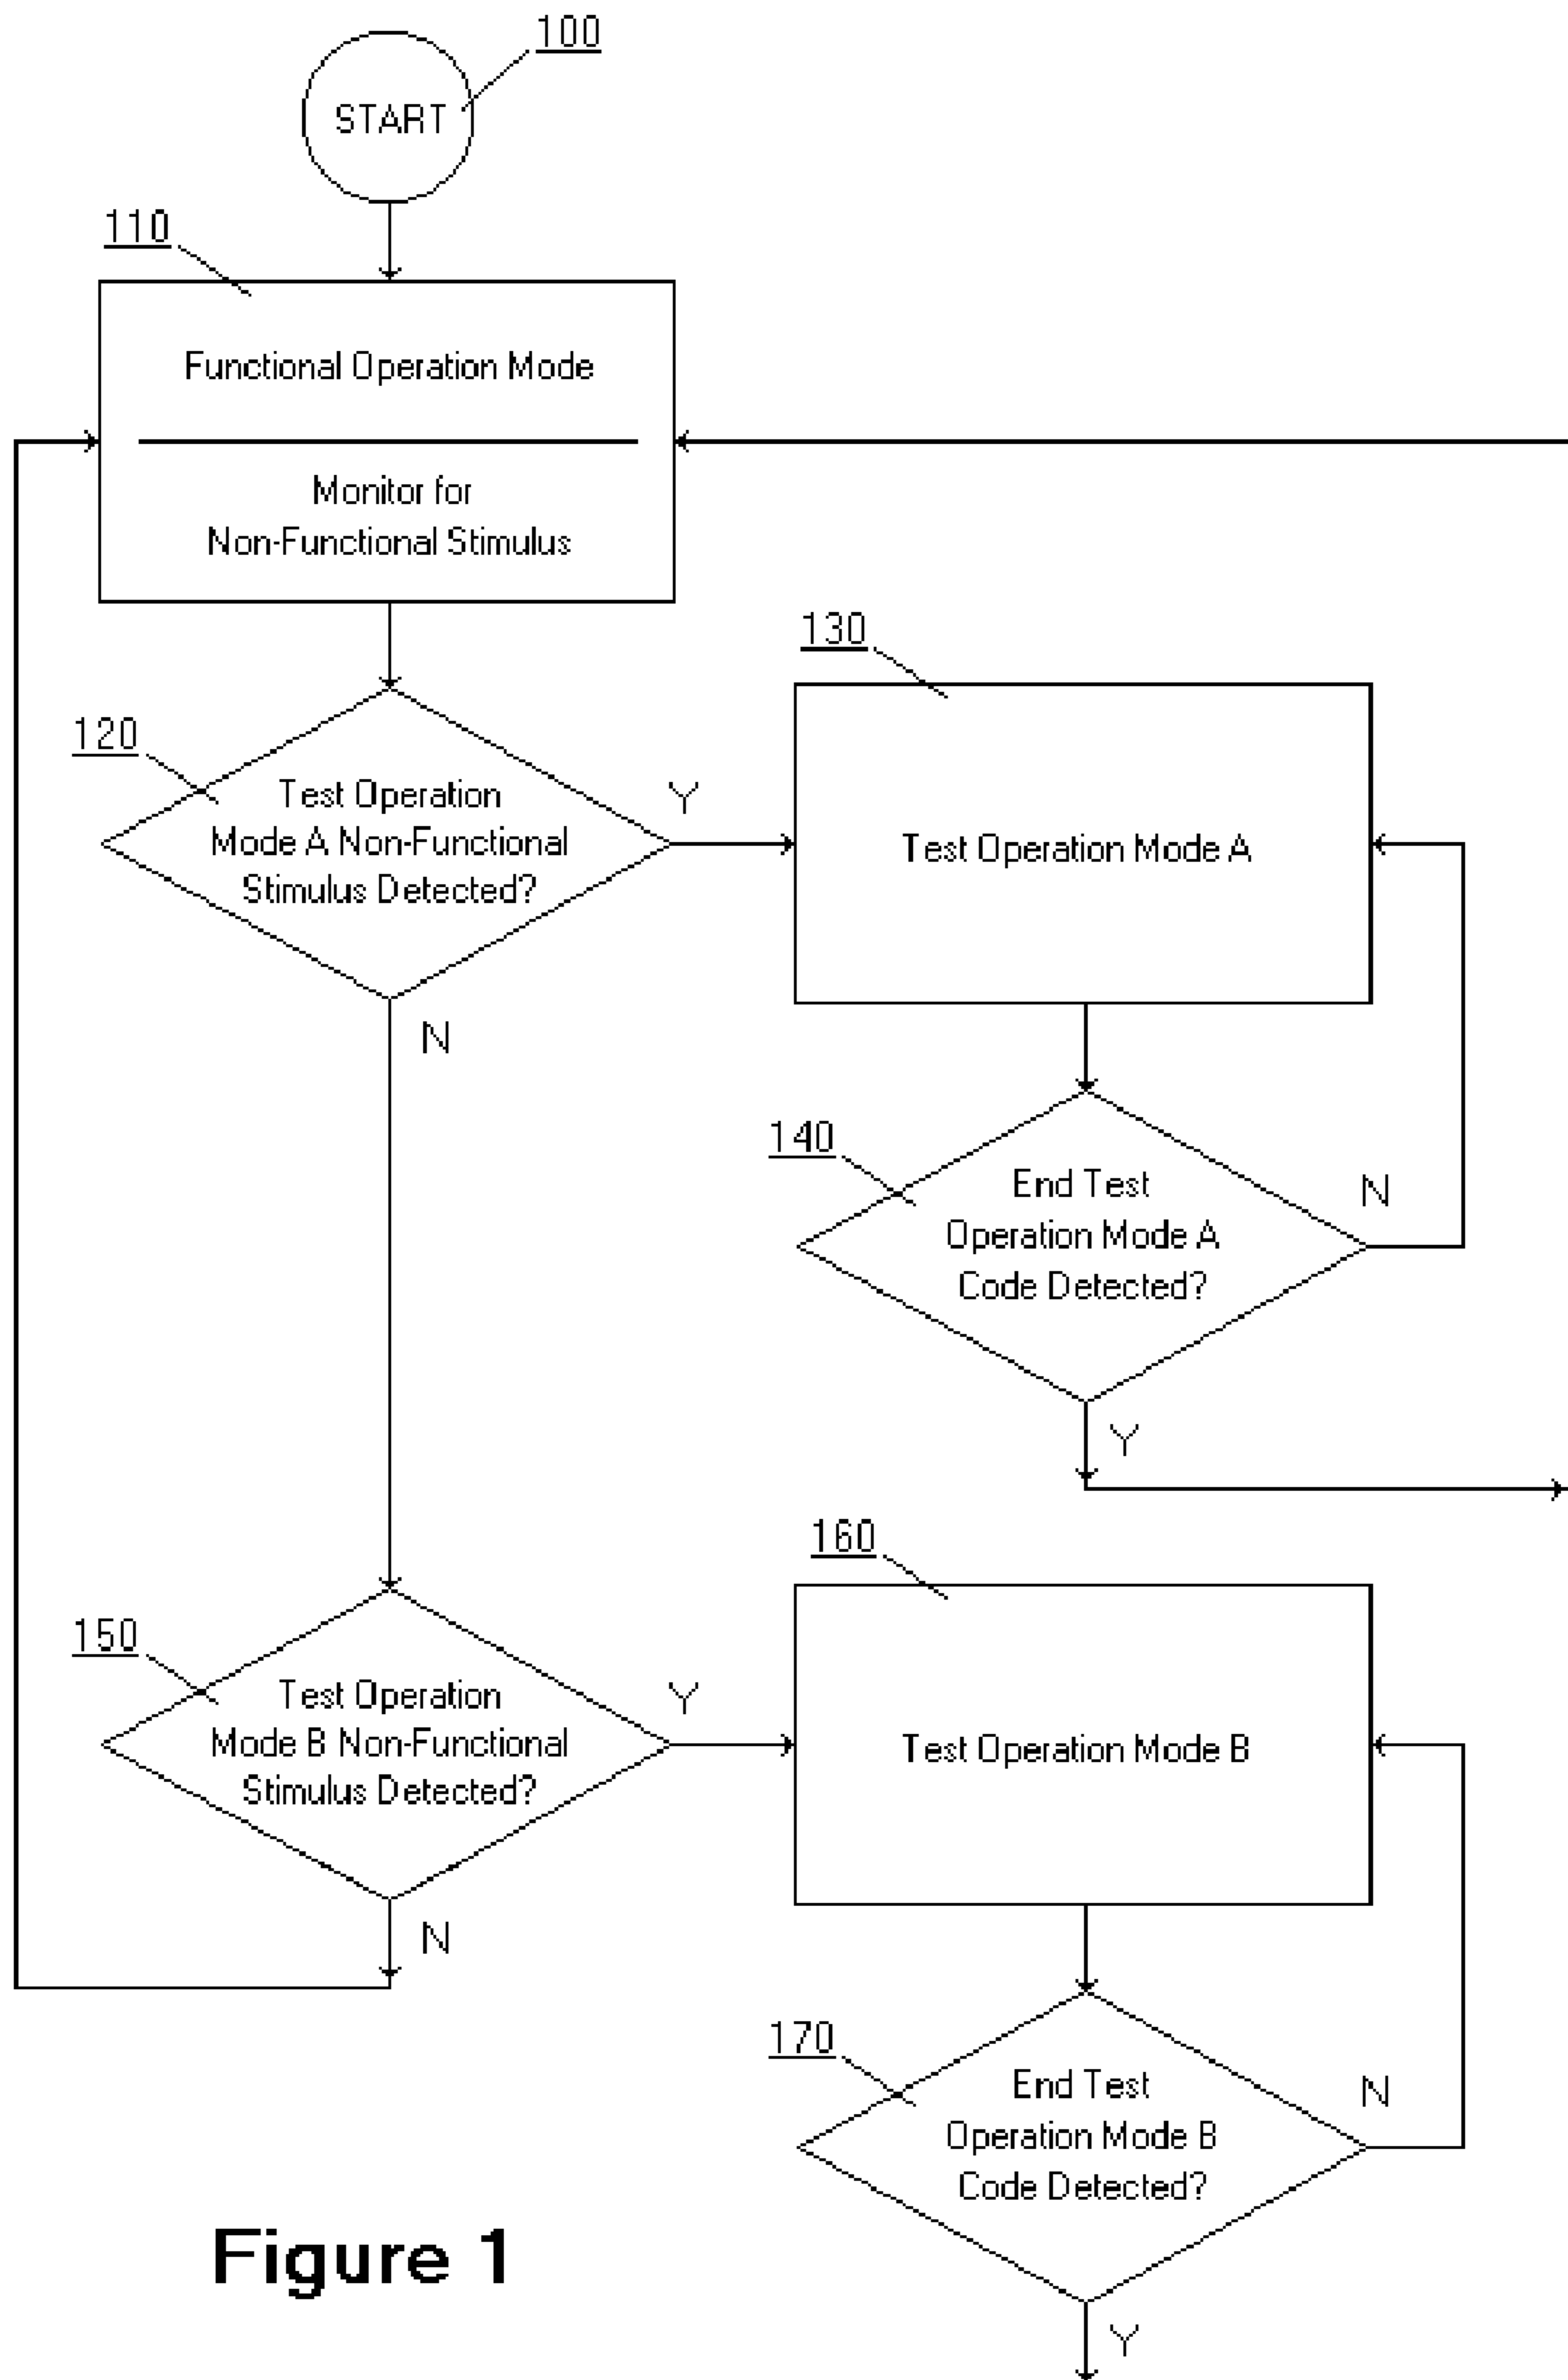 100
START
110
Functional Operation Mode
Monitor for
Non-Functional Stimulus
130
120
Test Operation
Mode A Non-Functional
Stimulus Detected?
Y
Test Operation Mode A
N
140
End Test
Operation Mode A
Code Detected?
N
Y
160
150
Test Operation
Mode B Non-Functional
Stimulus Detected?
Y
Test Operation Mode B
N
170
End Test
Operation Mode B
Code Detected?
N
Y
Figure 1